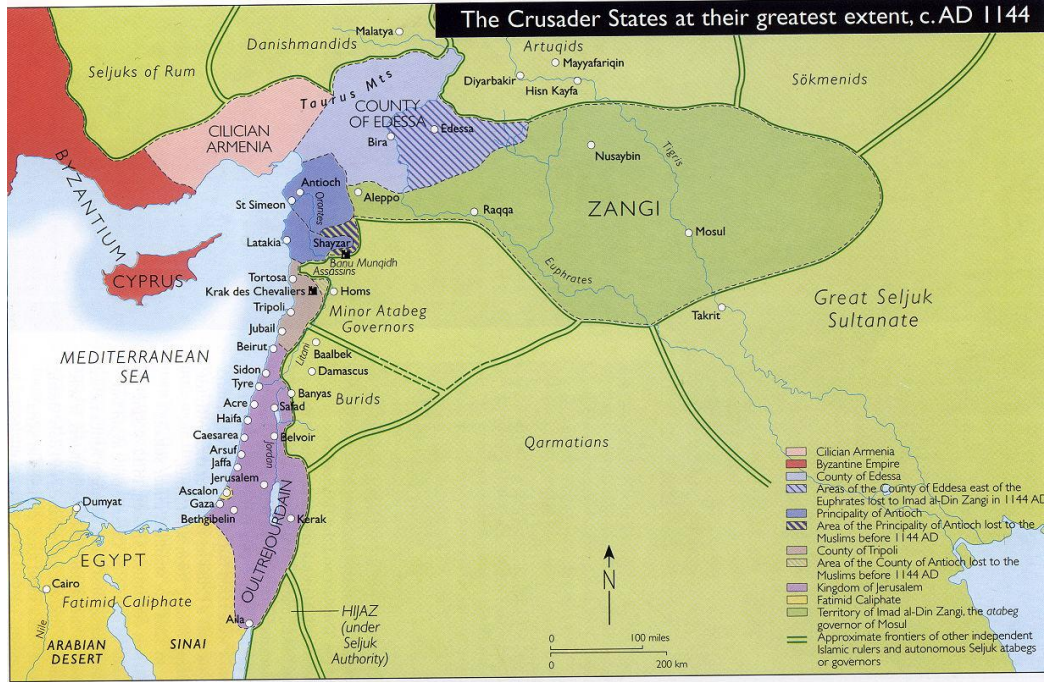 The Crusader States at their greatest extent, c. AD 1144
Malatya
Danishmandids
Seljuks of Rum
Artuqids
Mayyafariqin
Diyarbakir
Hisn Kayfa
Sökmenids
Taurus Mts
COUNTY
OF EDESSA
Edessa
Bira
CILICIAN
ARMENIA
BYZANTIUM
Nusaybin
Tigris
Antioch
St Simeon
Orontes
Aleppo
Raqqa
ZANGI
Mosul
Latakia
Shayzar
Banu Munqidh
Assassins
Euphrates
CYPRUS
Tortosa
Krak des Chevaliers
Homs
Tripoli
Minor Atabeg
Governors
Takrit
Great Seljuk
Sultanate
Jubail
Beirut
Litani
Baalbek
MEDITERRANEAN
SEA
Sidon
Damascus
Tyre
Banyas
Burids
Acre
Safad
Haifa
Caesarea
Belvoir
Qarmatians
Arsuf
Jaffa
Jordan
Jerusalem
Ascalon
Gaza
Bethgibelin
Kerak
OULTREJOURDAIN
Dumyat
EGYPT
Cairo
Fatimid Caliphate
Nile
ARABIAN
DESERT
SINAI
Aila
HIJAZ
(under
Seljuk
Authority)
N
0 100 miles
0 200 km
Cilician Armenia
Byzantine Empire
County of Edessa
Areas of the County of Eddesa east of the
Euphrates lost to Imad al-Din Zangi in 1144 AD
Principality of Antioch
Area of the Principality of Antioch lost to the
Muslims before 1144 AD
County of Tripoli
Area of the County of Antioch lost to the
Muslims before 1144 AD
Kingdom of Jerusalem
Fatimid Caliphate
Territory of Imad al-Din Zangi, the atabeg
governor of Mosul
Approximate frontiers of other independent
Islamic rulers and autonomous Seljuk atabegs
or governors